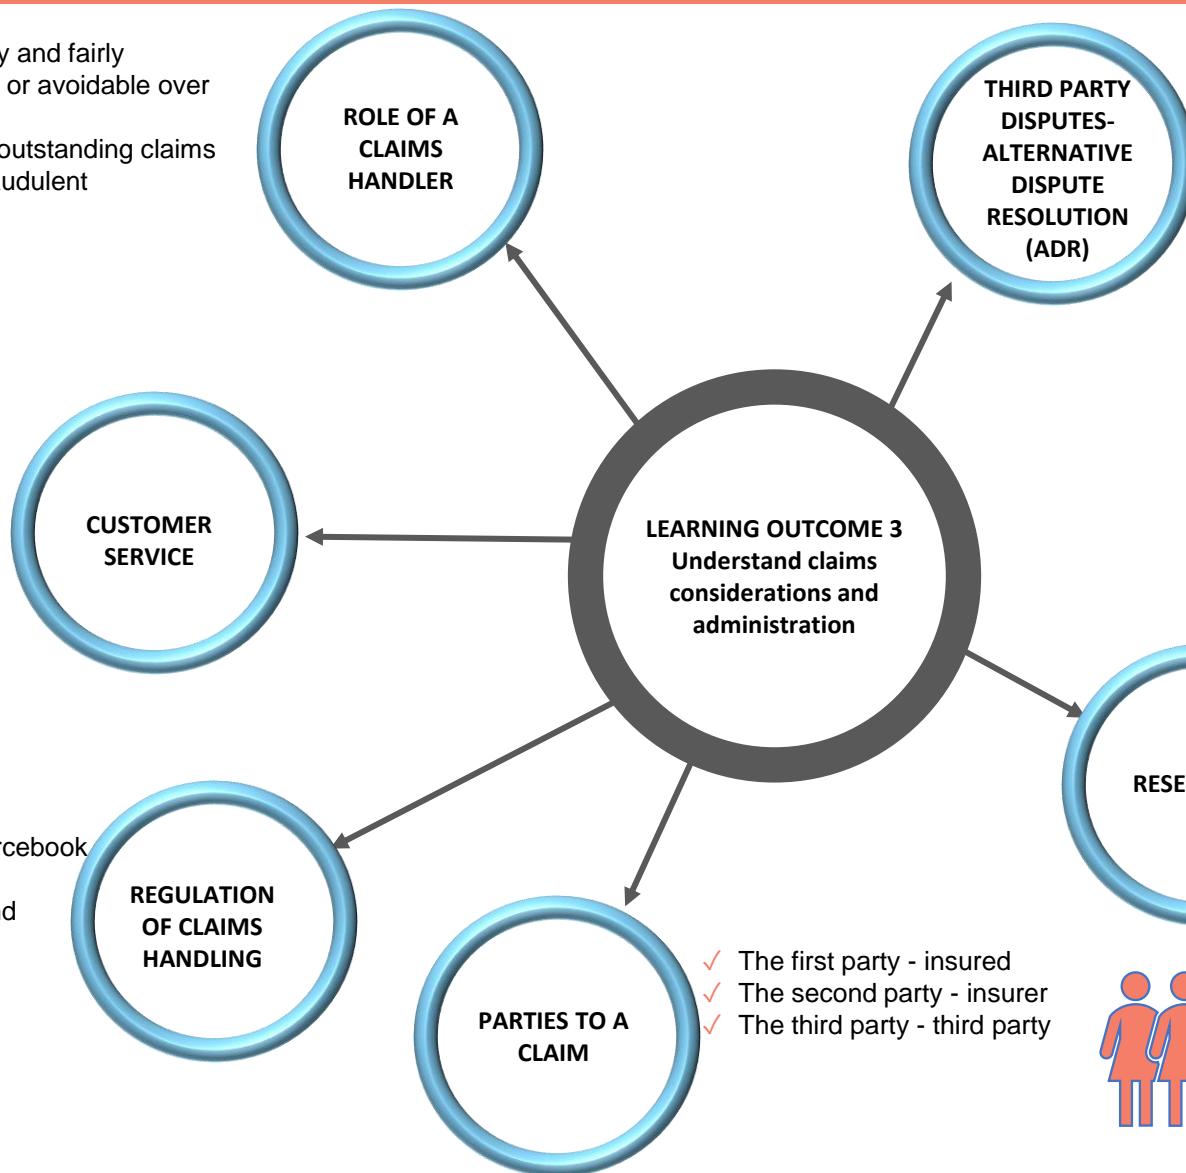 y and fairly
or avoidable over
outstanding claims
udulent
ROLE OF A
CLAIMS
HANDLER
THIRD PARTY
DISPUTES-
ALTERNATIVE
DISPUTE
RESOLUTION
(ADR)
CUSTOMER
SERVICE
LEARNING OUTCOME 3
Understand claims
considerations and
administration
RESE
rcebook
nd
REGULATION
OF CLAIMS
HANDLING
PARTIES TO A
CLAIM
✓ The first party - insured
✓ The second party - insurer
✓ The third party - third party